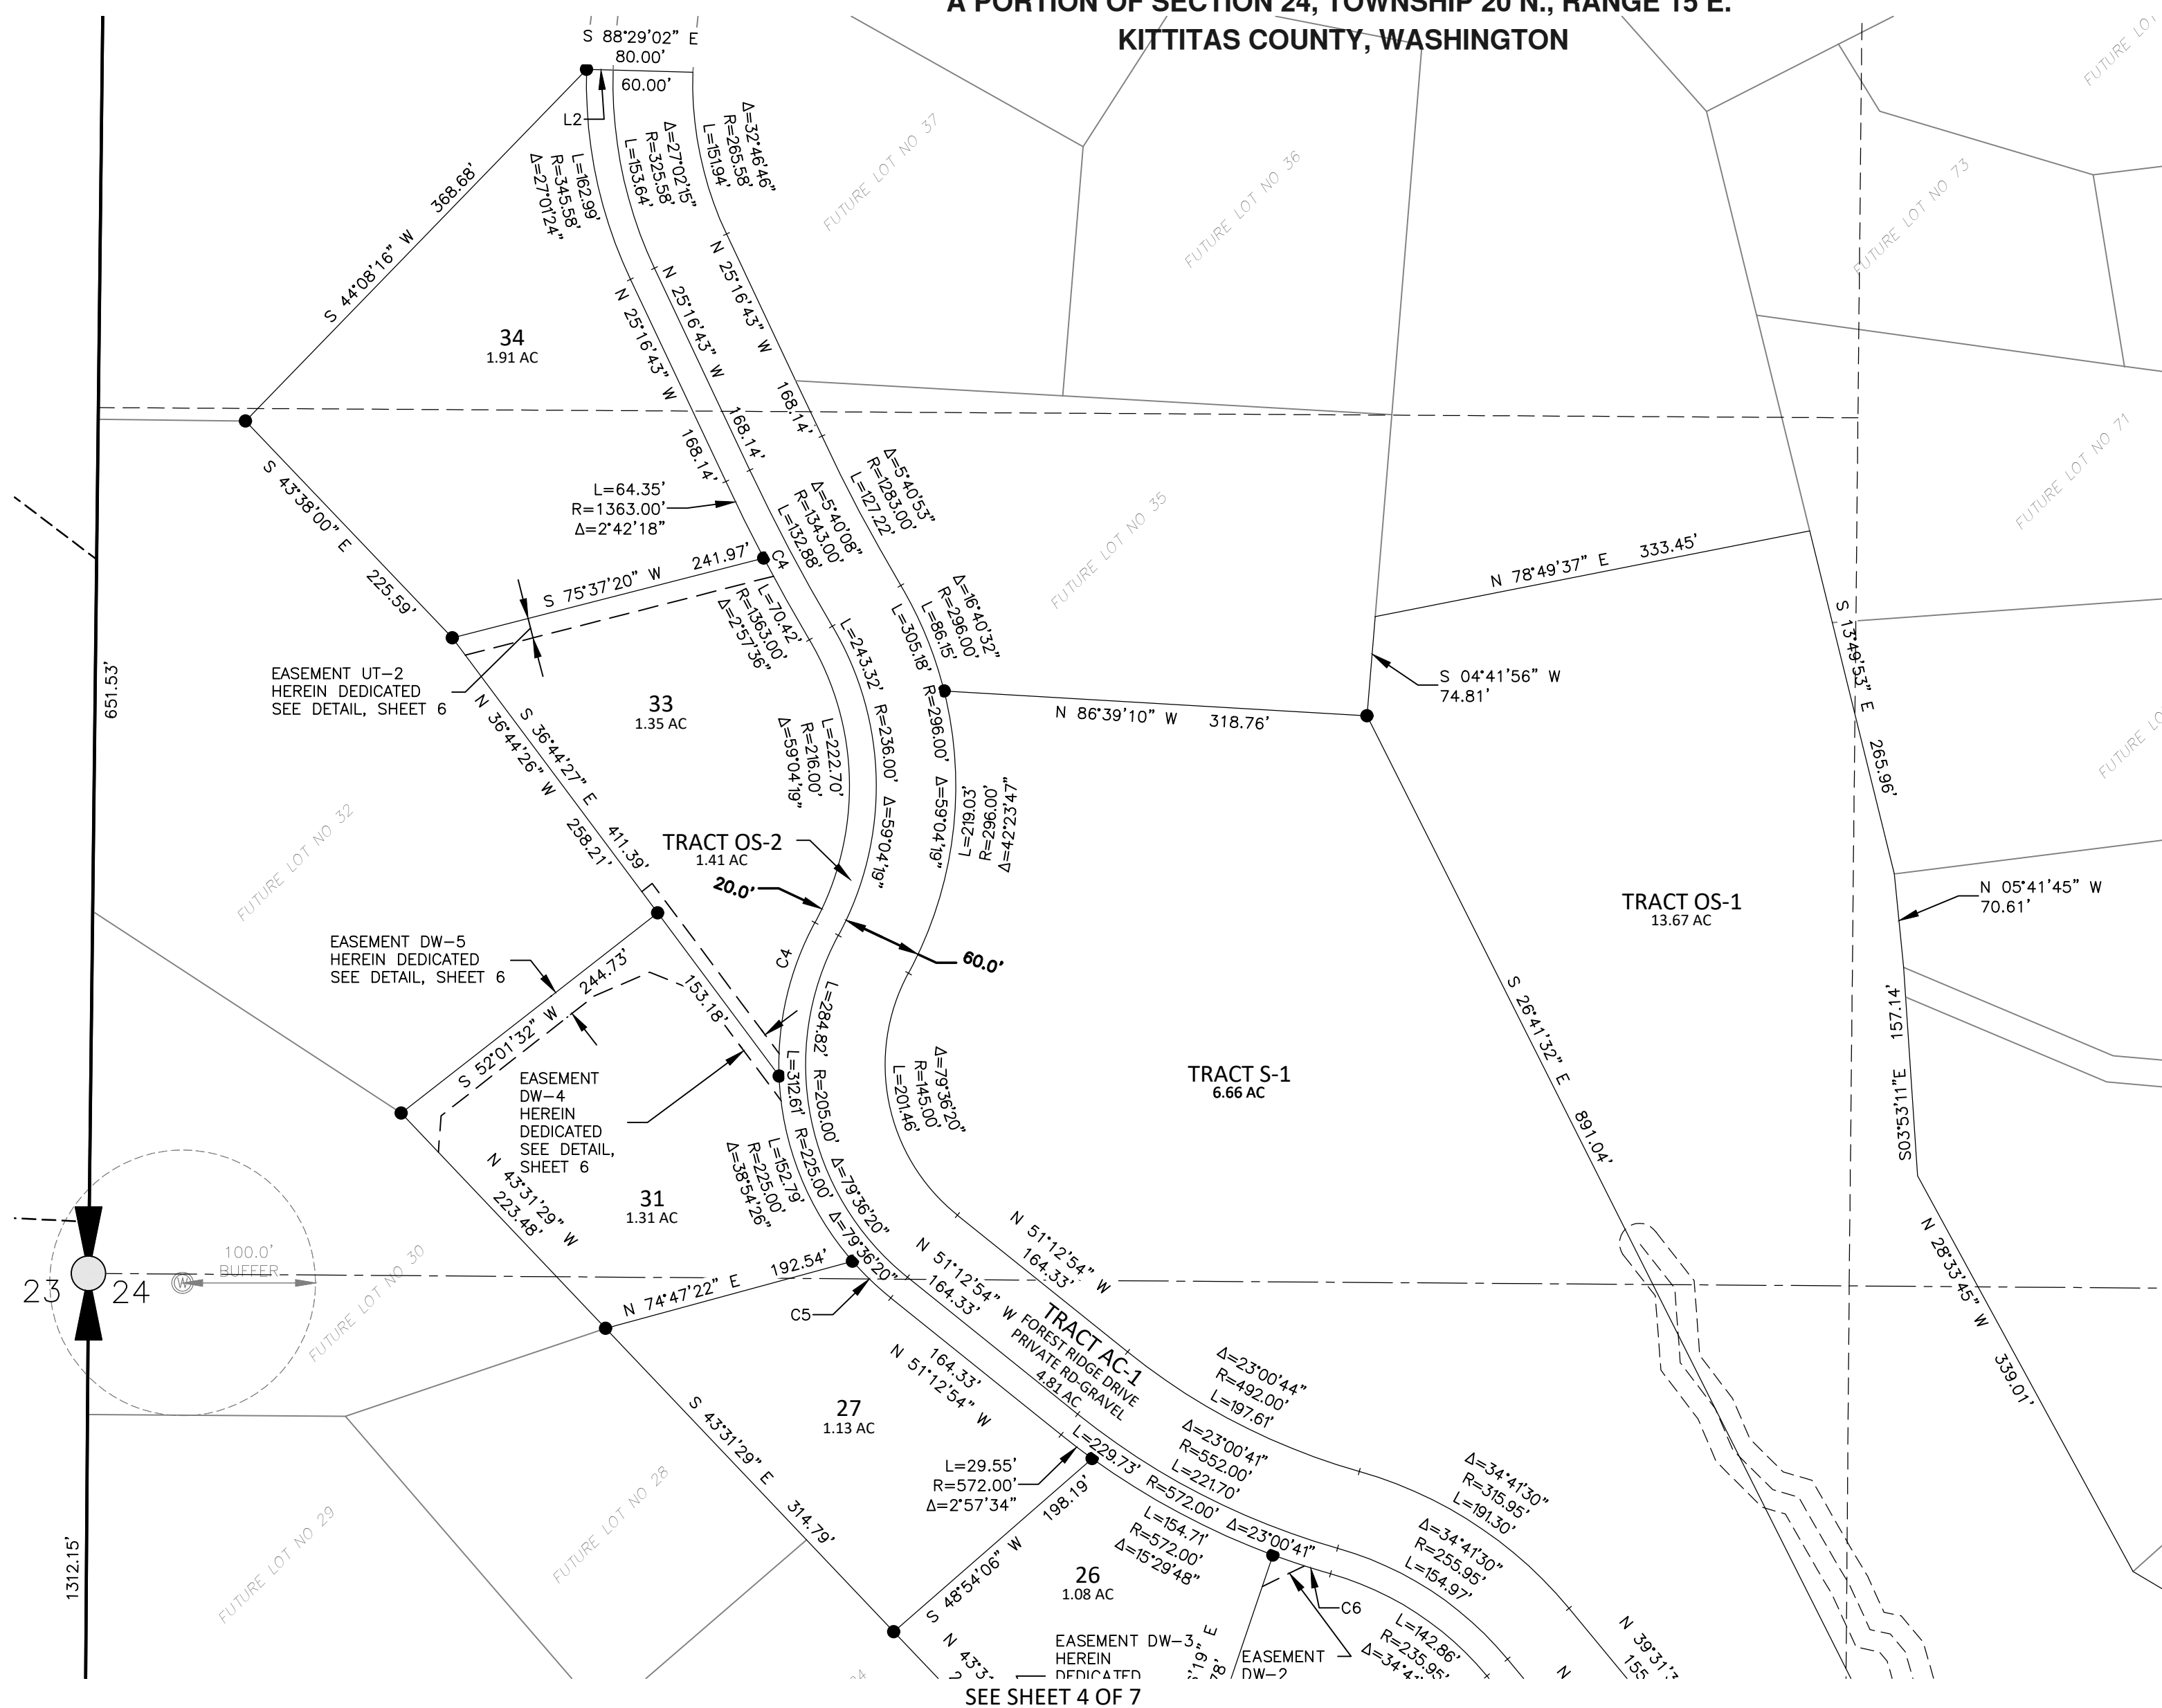 A PORTION OF SECTION 24, TOWNSHIP 20 N., RANGE 15 E.
KITTITAS COUNTY, WASHINGTON
S 88°29'02" E
80.00'
60.00'
L2
Δ=32°46'46"
R=265.58'
L=151.94'
Δ=27°02'15"
R=325.58'
L=153.64'
L=162.99'
R=345.58'
Δ=27°01'24"
S 44°08'16" W 368.68'
FUTURE LOT NO 37
FUTURE LOT NO 36
FUTURE LOT NO 73
FUTURE LOT
34
1.91 AC
N 25°16'43" W 168.14'
N 25°16'43" W 168.14'
N 25°16'43" W 168.14'
S 43°38'00" E 225.59'
L=64.35'
R=1363.00'
Δ=2°42'18"
Δ=5°40'08"
R=1343.00'
L=132.88'
Δ=5°40'53"
R=1283.00'
L=127.22'
FUTURE LOT NO 35
FUTURE LOT NO 71
S 75°37'20" W 241.97'
C4
L=70.42'
R=1363.00'
Δ=2°57'36"
N 78°49'37" E 333.45'
Δ=16°40'32"
R=296.00'
L=86.15'
651.53'
EASEMENT UT-2
HEREIN DEDICATED
SEE DETAIL, SHEET 6
33
1.35 AC
S 04°41'56" W
74.81'
S 13°49'53" E 265.96'
N 86°39'10" W 318.76'
L=305.18' R=296.00' Δ=59°04'19"
L=243.32' R=236.00' Δ=59°04'19"
L=222.70'
R=216.00'
Δ=59°04'19"
L=219.03'
R=296.00'
Δ=42°23'47"
S 36°44'27" E 411.39'
N 36°44'26" W 258.21'
FUTURE LOT NO 32
FUTURE LO
TRACT OS-2
1.41 AC
20.0'
60.0'
TRACT OS-1
13.67 AC
N 05°41'45" W
70.61'
EASEMENT DW-5
HEREIN DEDICATED
SEE DETAIL, SHEET 6
S 52°01'32" W 244.73'
153.18'
C4
S 26°41'32" E 891.04'
S03°53'11"E 157.14'
EASEMENT
DW-4
HEREIN
DEDICATED
SEE DETAIL,
SHEET 6
L=284.82' R=205.00' Δ=79°36'20"
L=312.61' R=225.00' Δ=79°36'20"
Δ=79°36'20"
R=145.00'
L=201.46'
L=152.79'
R=225.00'
Δ=38°54'26"
TRACT S-1
6.66 AC
N 43°31'29" W
223.48'
31
1.31 AC
100.0'
BUFFER
W
23
24
FUTURE LOT NO 30
N 74°47'22" E 192.54'
C5
N 51°12'54" W
164.33'
N 51°12'54" W
164.33'
164.33'
N 51°12'54" W
TRACT AC-1
FOREST RIDGE DRIVE
PRIVATE RD-GRAVEL
4.81 AC
N 28°33'45" W 339.01'
Δ=23°00'44"
R=492.00'
L=197.61'
27
1.13 AC
S 43°31'29" E 314.79'
Δ=23°00'41"
R=552.00'
L=221.70'
L=229.73' R=572.00' Δ=23°00'41"
L=29.55'
R=572.00'
Δ=2°57'34"
S 48°54'06" W 198.19'
L=154.71'
R=572.00'
Δ=15°29'48"
Δ=34°41'30"
R=315.95'
L=191.30'
Δ=34°41'30"
R=255.95'
L=154.97'
1312.15'
FUTURE LOT NO 29
FUTURE LOT NO 28
26
1.08 AC
C6
L=142.86'
R=235.95'
Δ=34°41'
N 39°31'3
155
N
N 43°3
EASEMENT DW-3
HEREIN
DEDICATED
'19" E
78'
EASEMENT
DW-2
SEE SHEET 4 OF 7